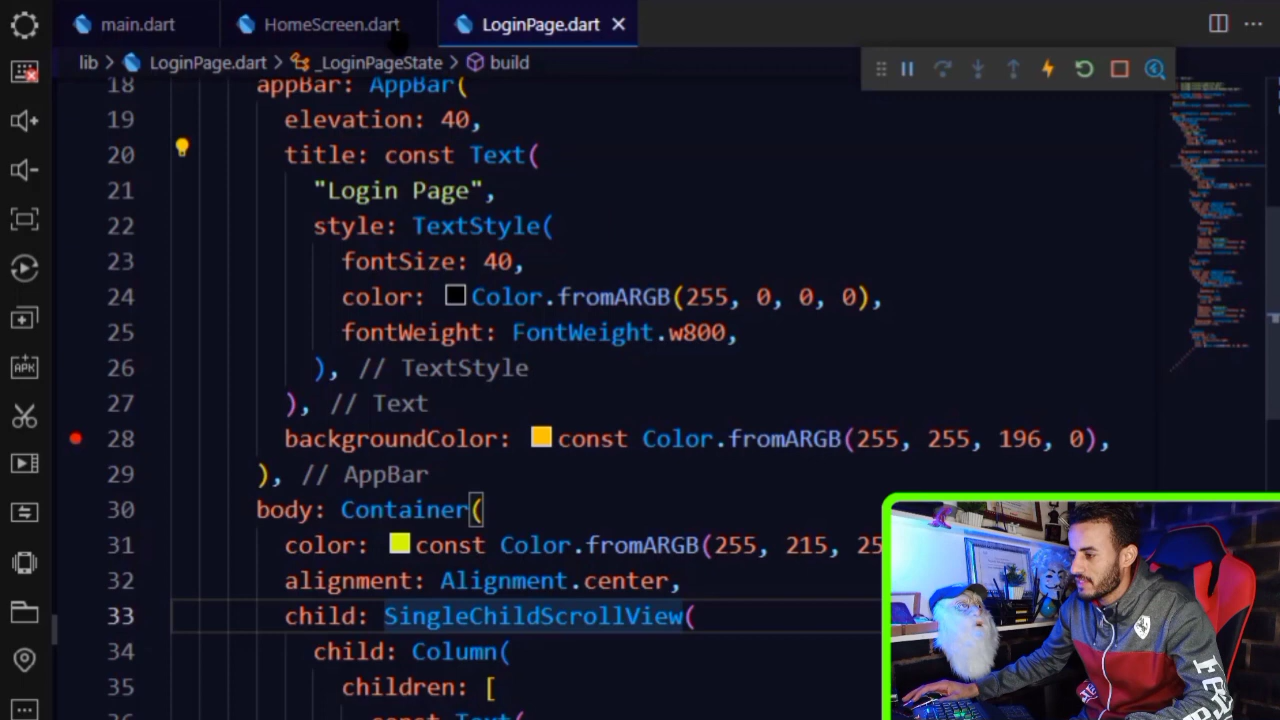 main.dart
HomeScreen.dart
LoginPage.dart
lib > LoginPage.dart > _LoginPageState > build
18 appBar: AppBar(
19 elevation: 40,
20 title: const Text(
21 "Login Page",
22 style: TextStyle(
23 fontSize: 40,
24 color: Color.fromARGB(255, 0, 0, 0),
25 fontWeight: FontWeight.w800,
26 ), // TextStyle
27 ), // Text
28 backgroundColor: const Color.fromARGB(255, 255, 196, 0),
29 ), // AppBar
30 body: Container(
31 color: const Color.fromARGB(255, 215, 25
32 alignment: Alignment.center,
33 child: SingleChildScrollView(
34 child: Column(
35 children: [
const Text(
APK